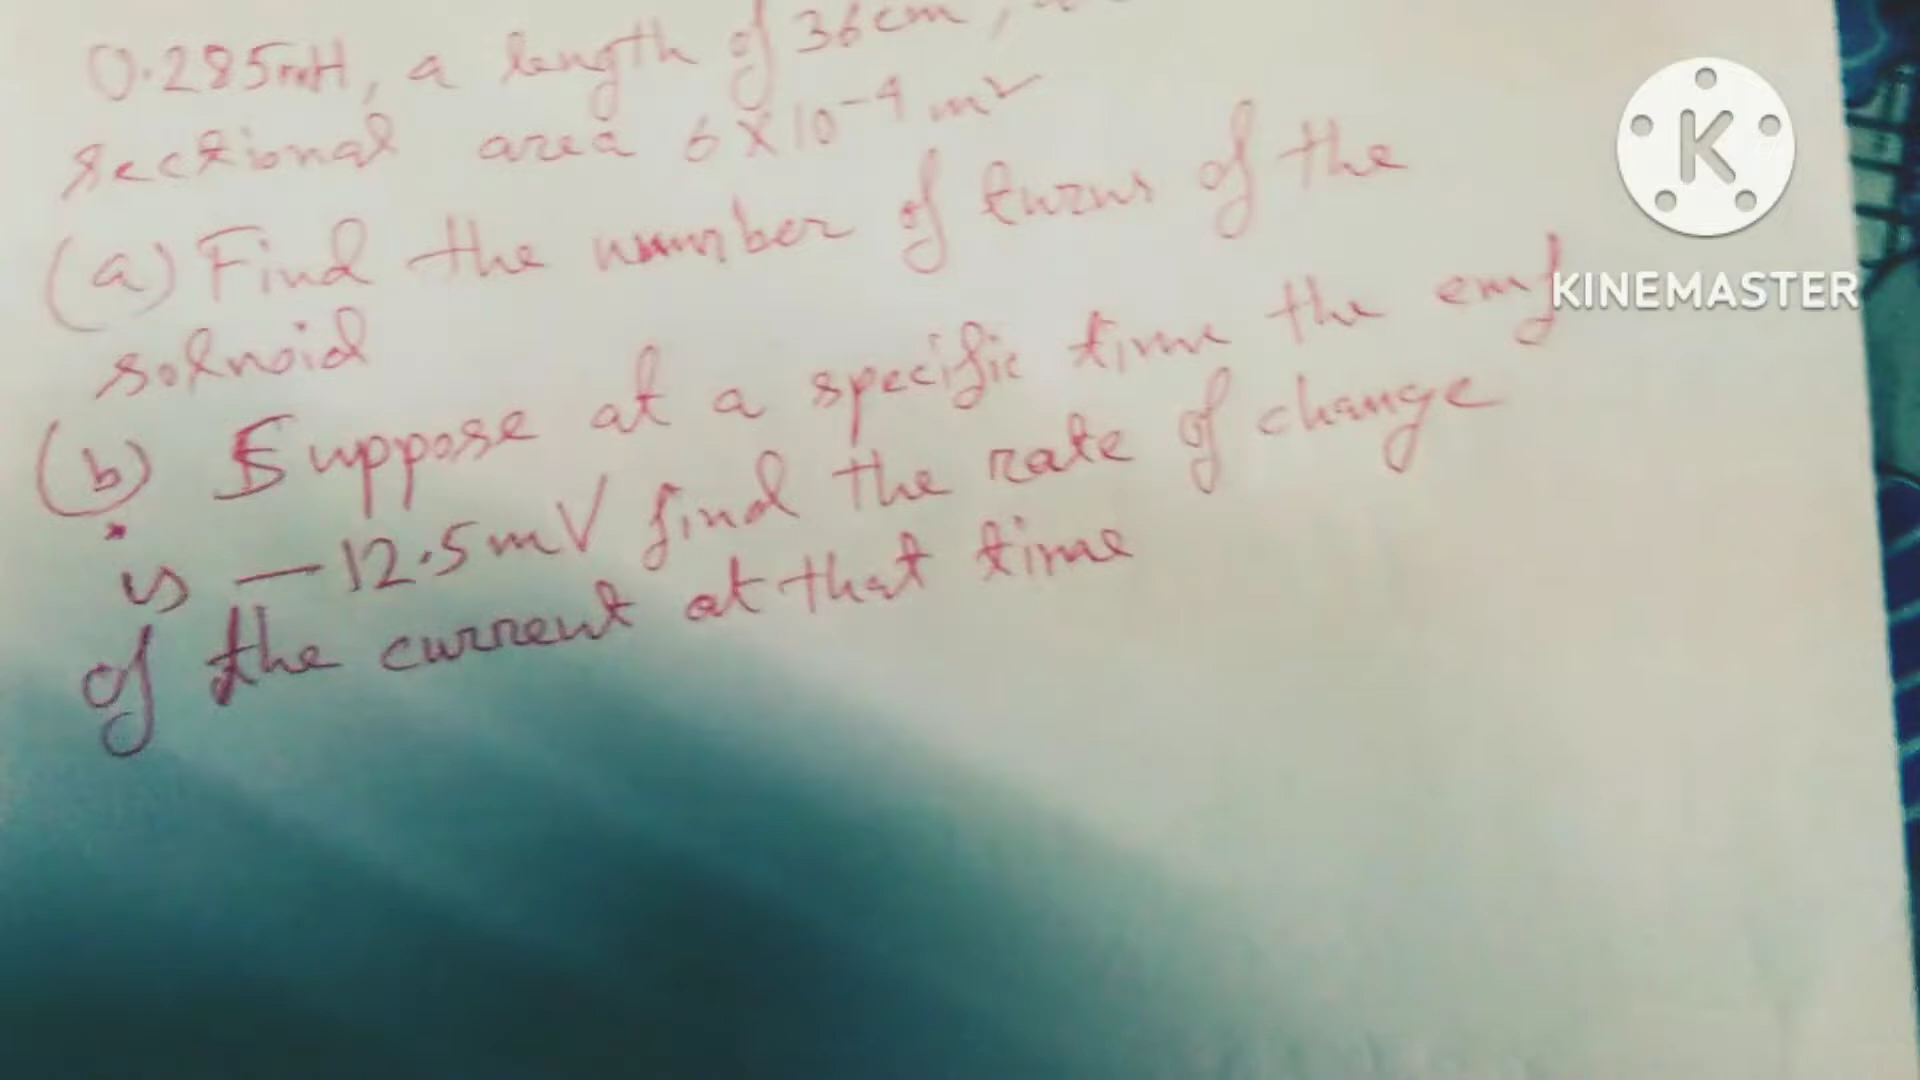 0.285mH, a length of 36cm,
sectional area 6 X 10-4 m2
(a) Find the number of turns of the
solnoid
(b) Suppose at a specific time the emf
is - 12.5mV find the rate of change
of the current at that time
K
KINEMASTER